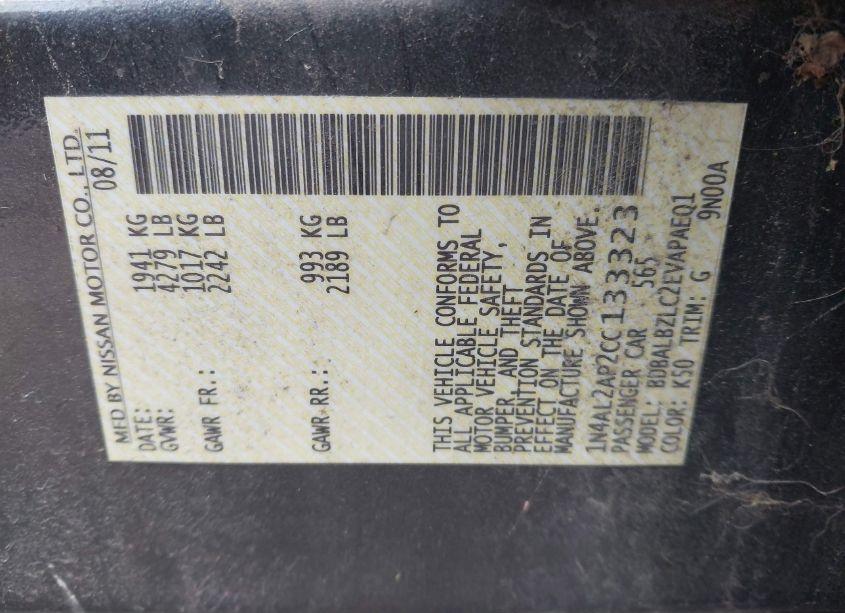 MFD BY NISSAN MOTOR CO., LTD.
DATE: 08/11
GVWR: 1941 KG
4279 LB
GAWR FR.: 1017 KG
2242 LB
GAWR RR.: 993 KG
2189 LB
THIS VEHICLE CONFORMS TO
ALL APPLICABLE FEDERAL
MOTOR VEHICLE SAFETY,
BUMPER, AND THEFT
PREVENTION STANDARDS IN
EFFECT ON THE DATE OF
MANUFACTURE SHOWN ABOVE.
1N4AL2AP2CC133323
PASSENGER CAR 565
MODEL: BDBALBZLC2EVAPAEQ1
COLOR: K50 TRIM: G 9N00A